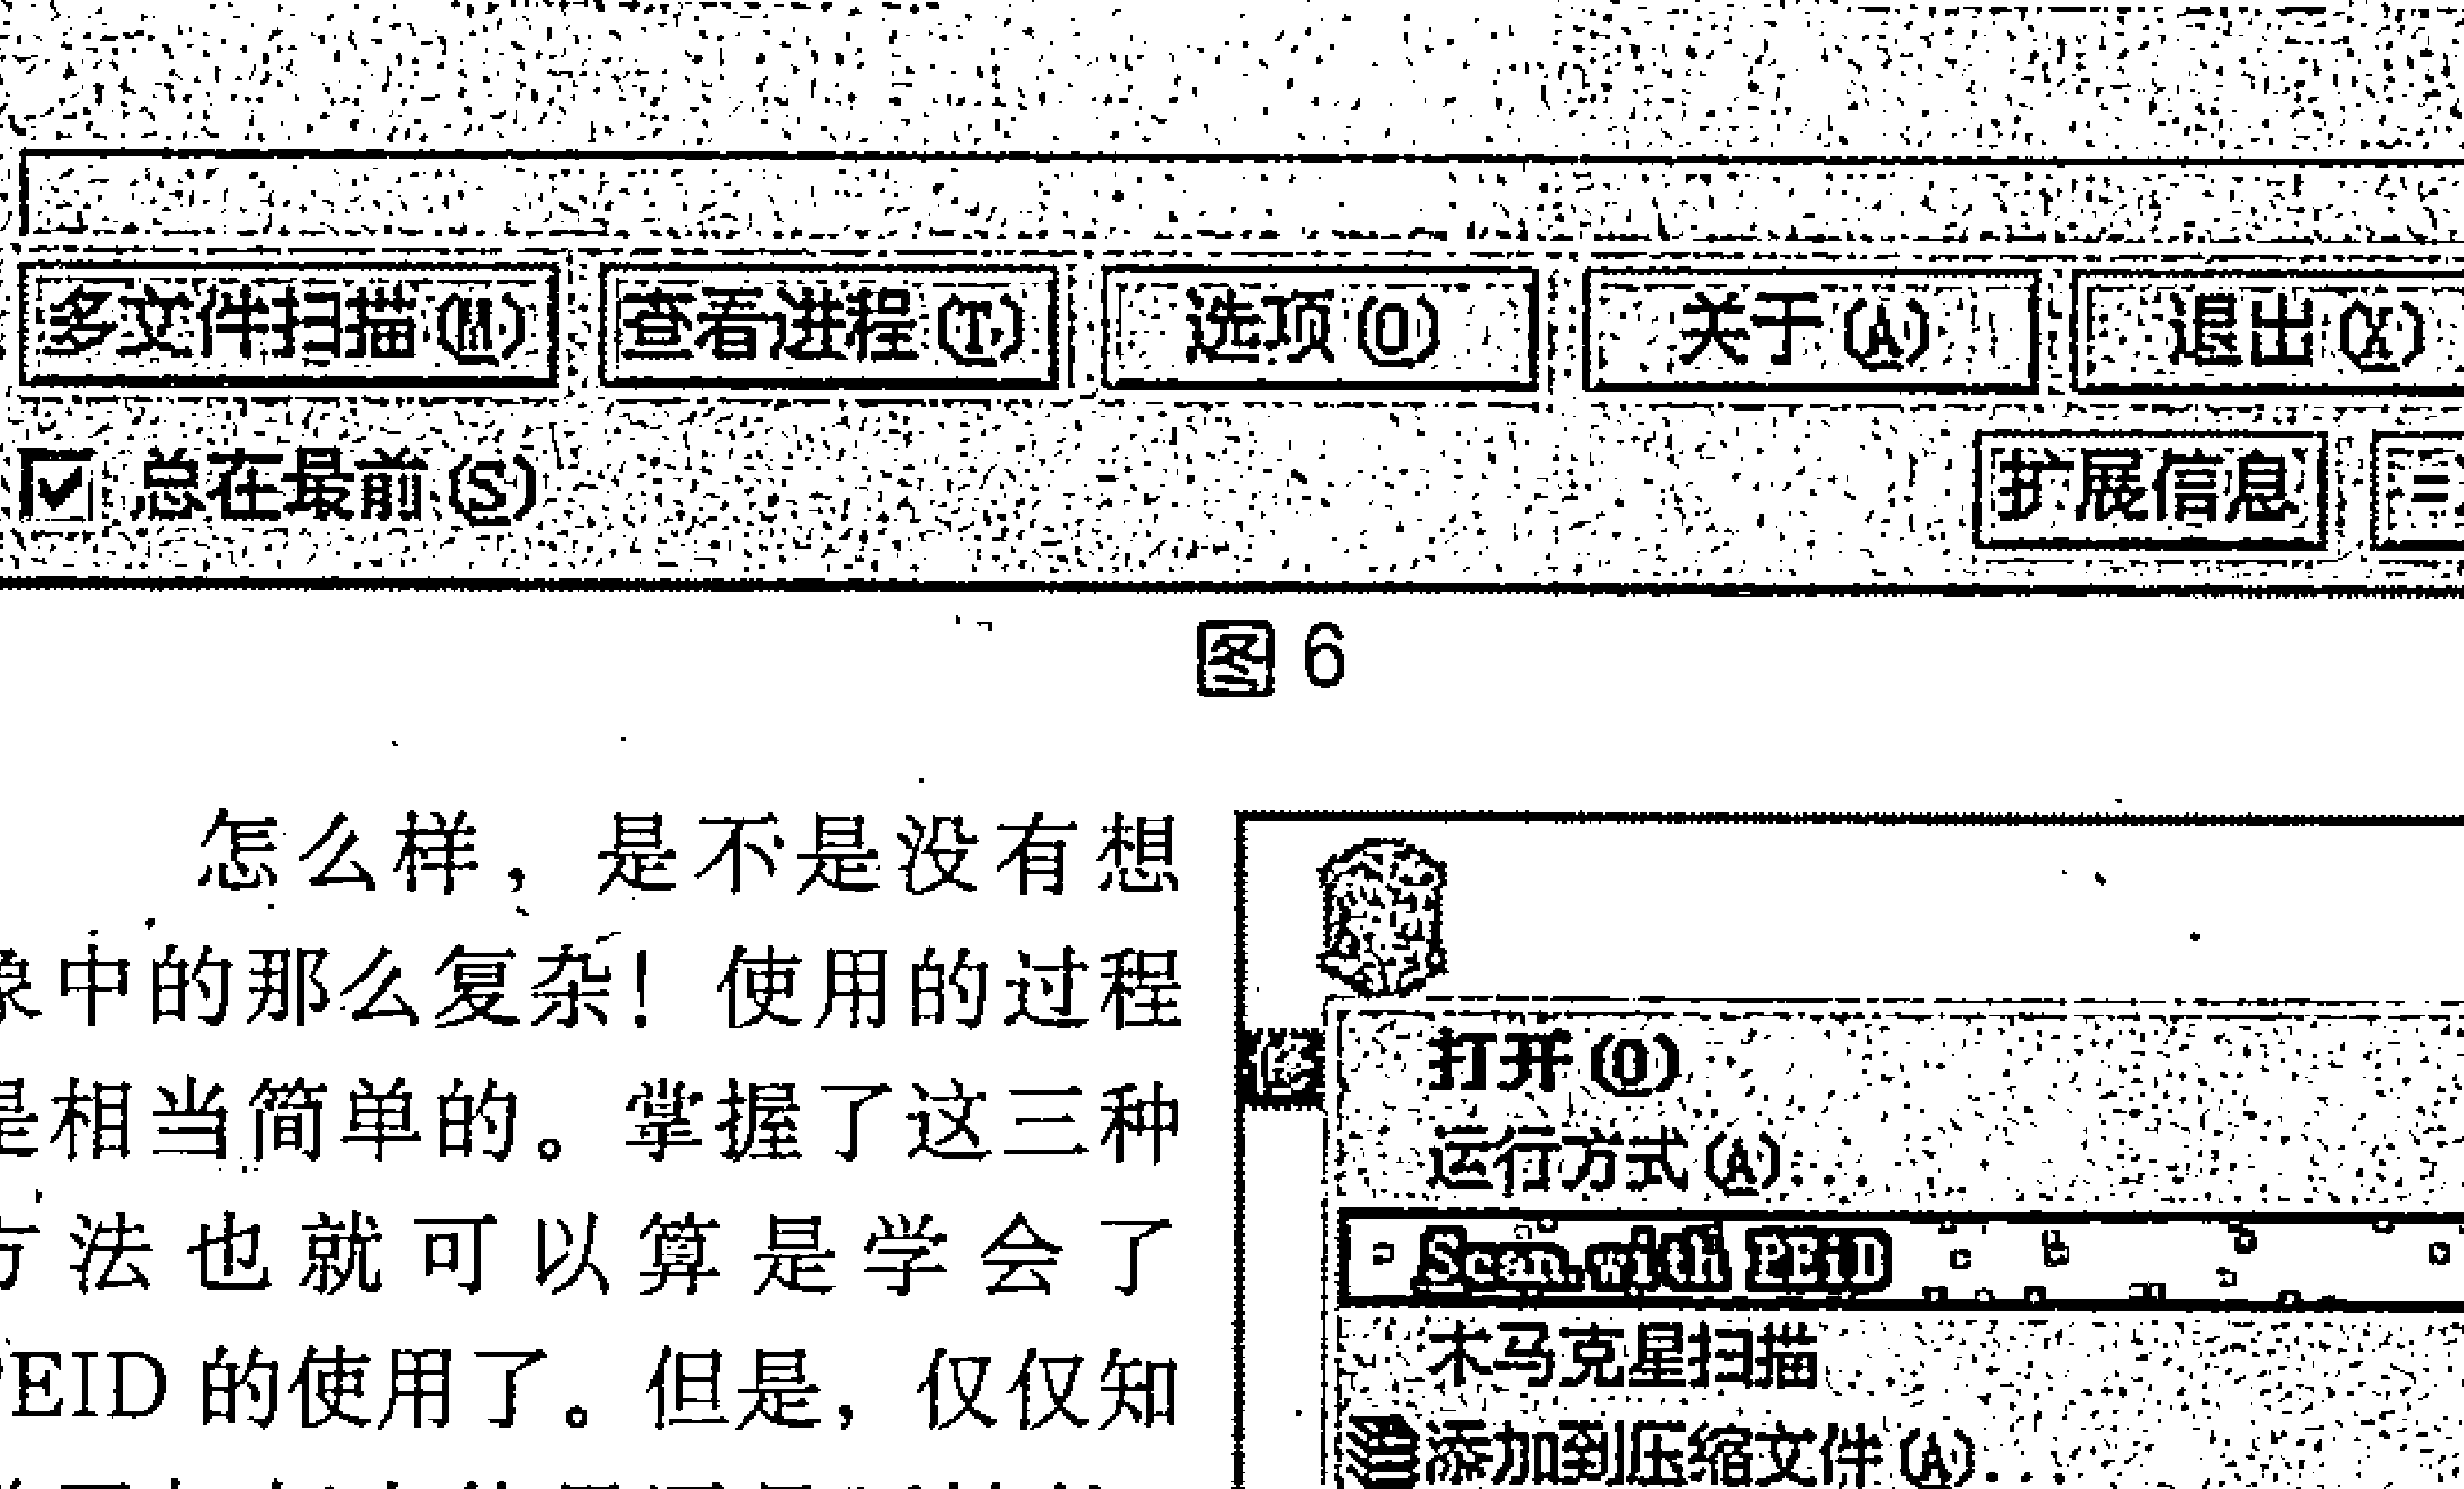 多文件扫描(M) 查看进程(T) 选项(O) 关于(A) 退出(X)
总在最前(S) 扩展信息
图 6
怎么样，是不是没有想
象中的那么复杂！使用的过程
是相当简单的。掌握了这三种
方法也就可以算是学会了
PEID 的使用了。但是，仅仅知
打开(O)
运行方式(A)...
Scan with PEiD
木马克星扫描
添加到压缩文件(A)...